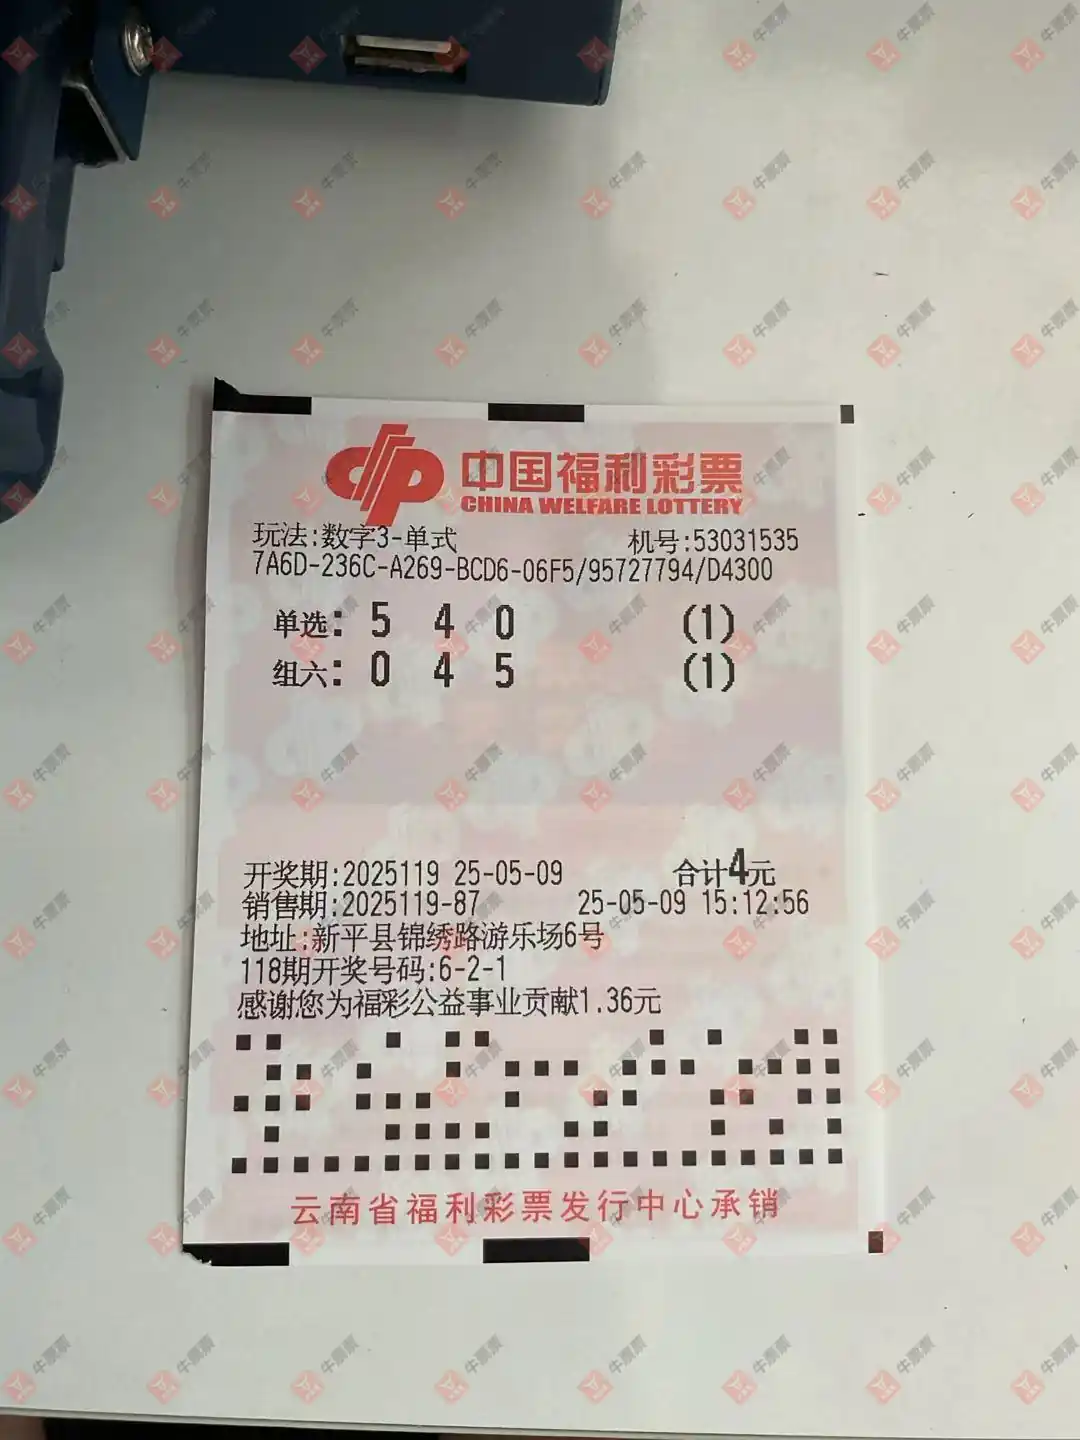 中国福利彩票
CHINA WELFARE LOTTERY
玩法:数字3-单式 机号:53031535
7A6D-236C-A269-BCD6-06F5/95727794/D4300
单选: 5 4 0 (1)
组六: 0 4 5 (1)
开奖期:2025119 25-05-09 合计4元
销售期:2025119-87 25-05-09 15:12:56
地址:新平县锦绣路游乐场6号
118期开奖号码:6-2-1
感谢您为福彩公益事业贡献1.36元
云南省福利彩票发行中心承销
牛票票